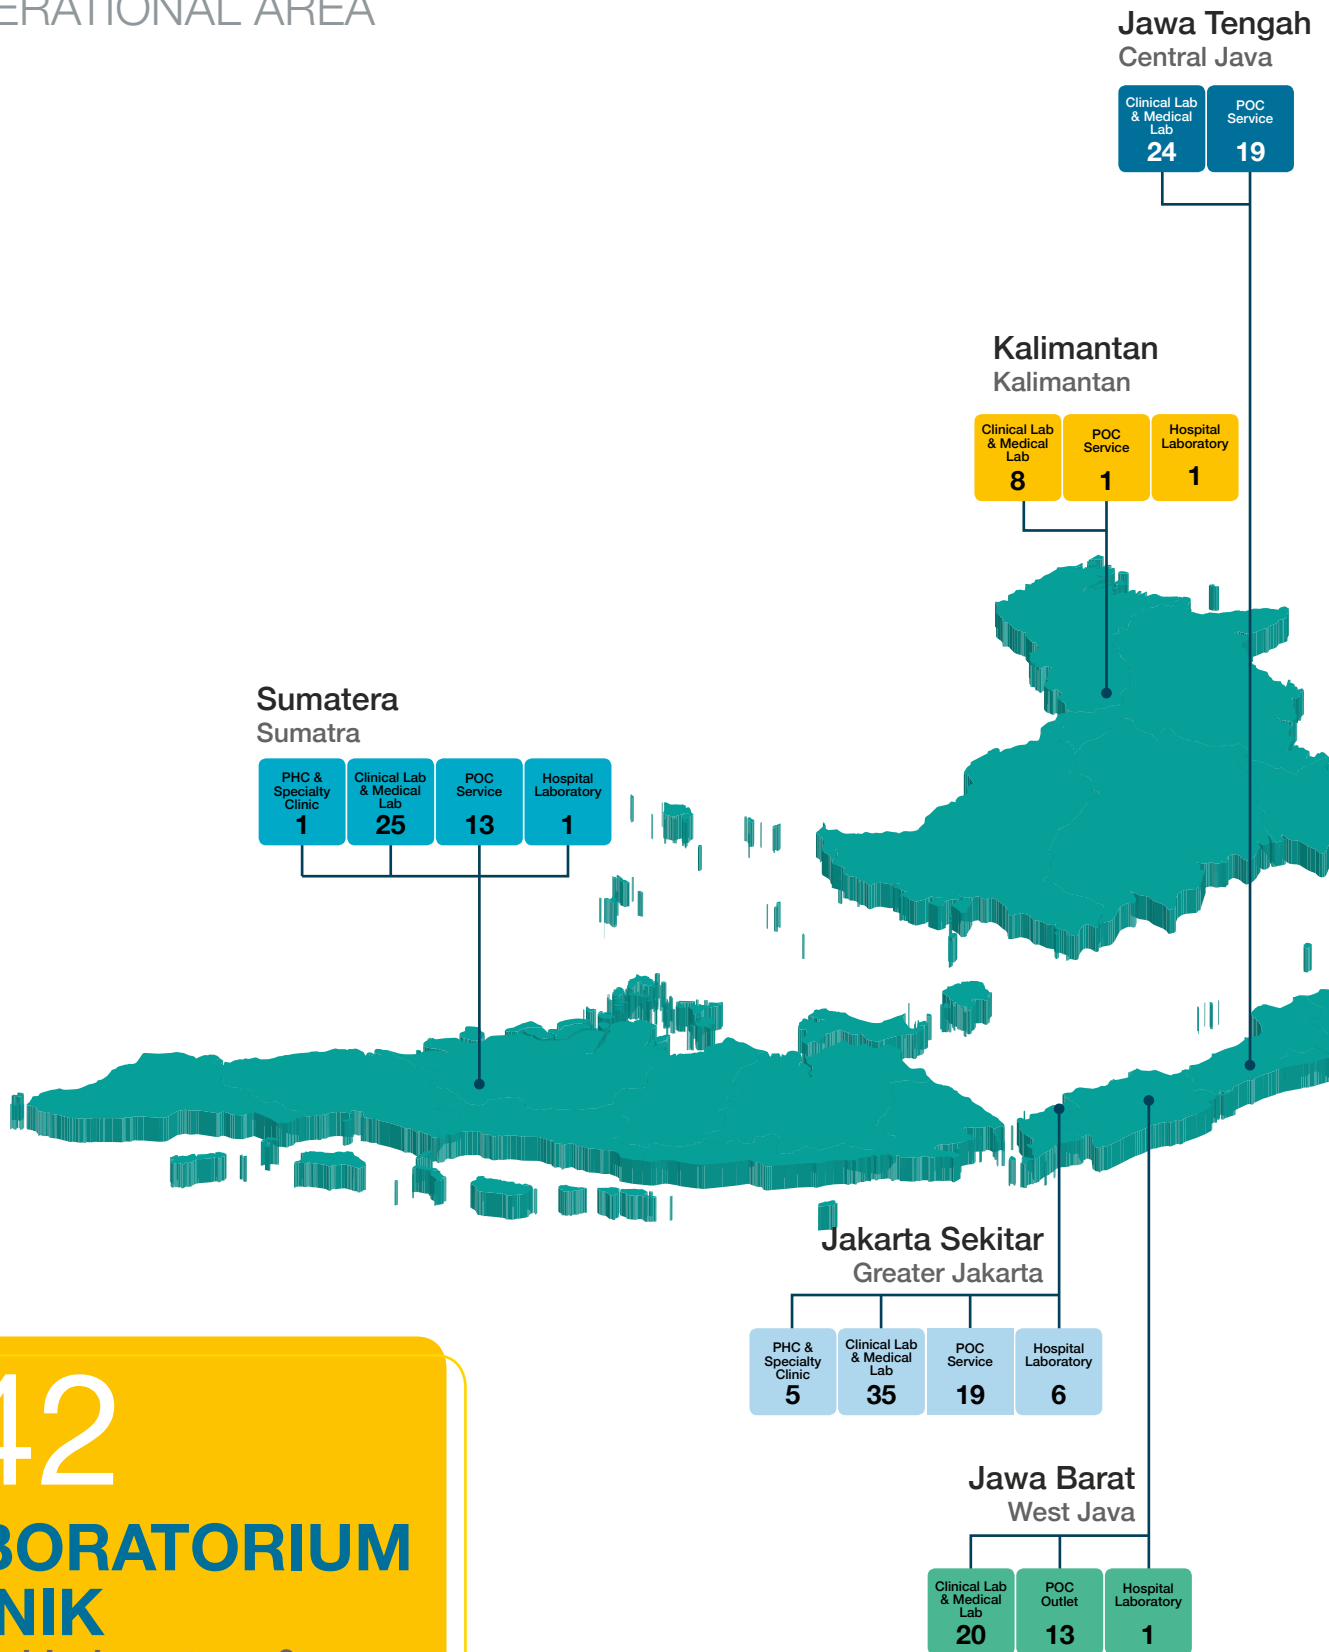 ERATIONAL AREA
Jawa Tengah
Central Java
Clinical Lab
& Medical
Lab
24
POC
Service
19
Kalimantan
Kalimantan
Clinical Lab
& Medical
Lab
8
POC
Service
1
Hospital
Laboratory
1
Sumatera
Sumatra
PHC &
Specialty
Clinic
1
Clinical Lab
& Medical
Lab
25
POC
Service
13
Hospital
Laboratory
1
Jakarta Sekitar
Greater Jakarta
PHC &
Specialty
Clinic
5
Clinical Lab
& Medical
Lab
35
POC
Service
19
Hospital
Laboratory
6
Jawa Barat
West Java
Clinical Lab
& Medical
Lab
20
POC
Outlet
13
Hospital
Laboratory
1
42
BORATORIUM
NIK